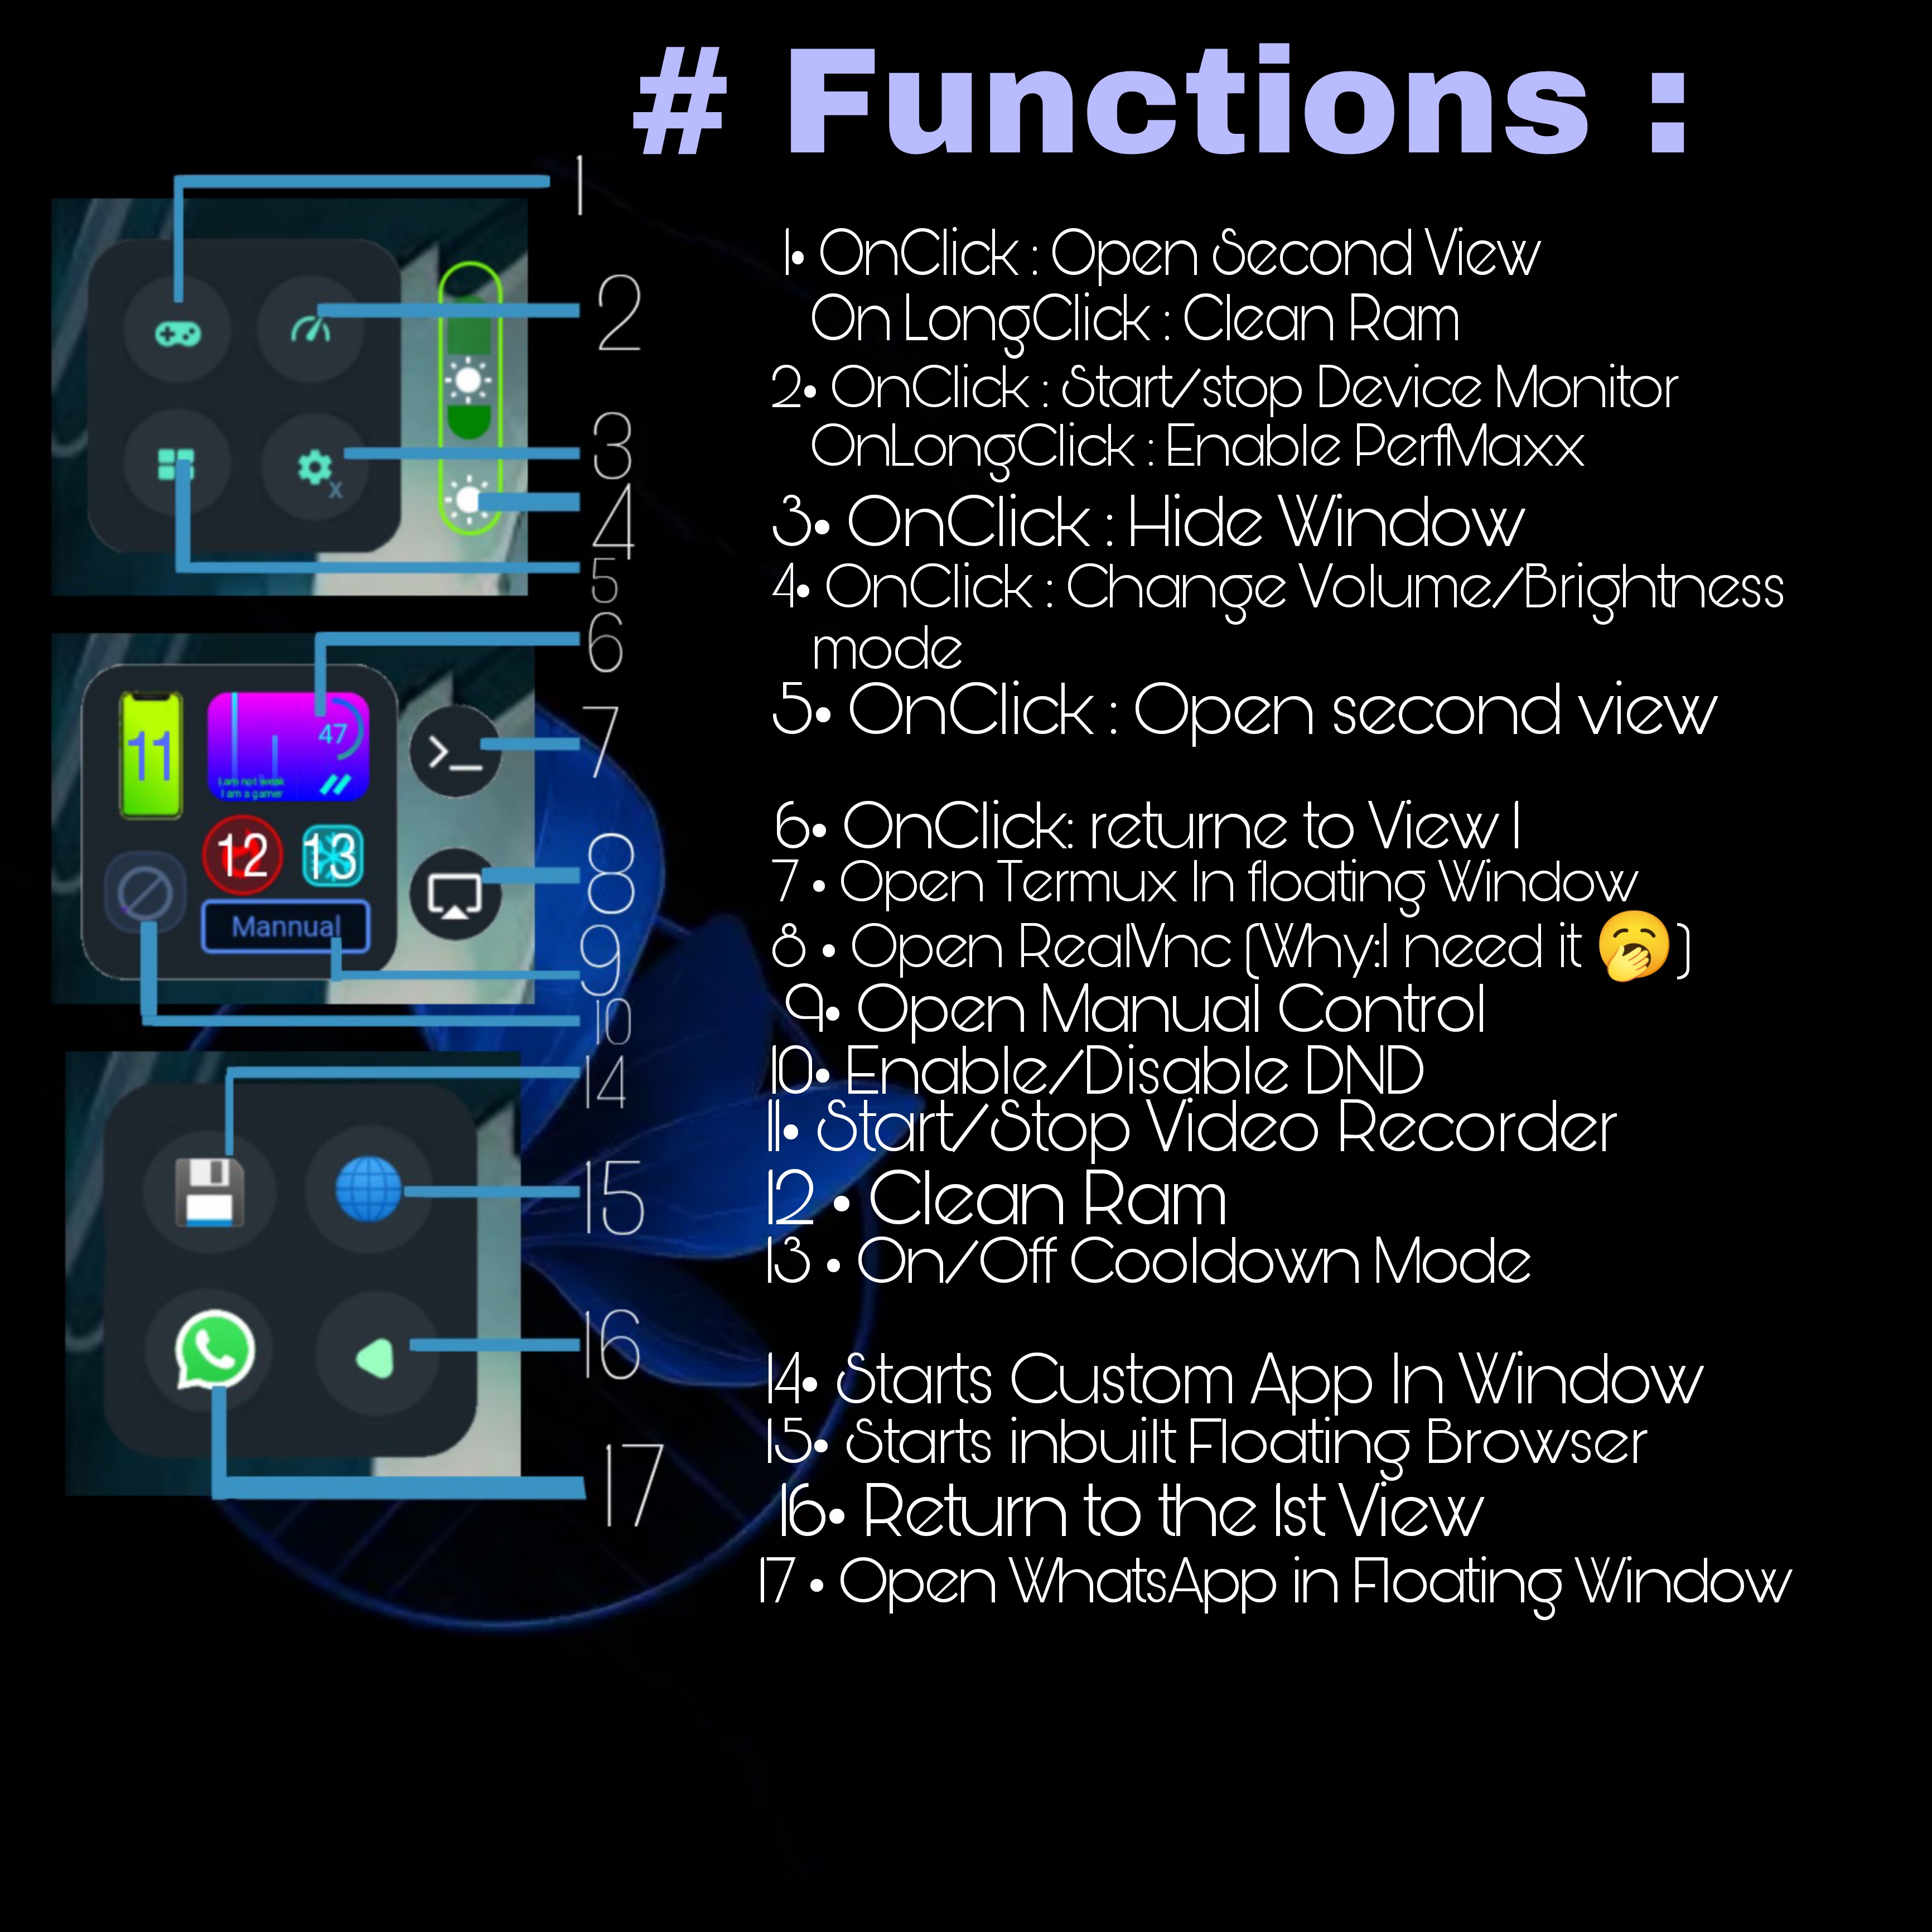 # Functions :
1
2
3
4
5
6
7
8
9
10
14
15
16
17
x
11
47
I am not weak
I am a gamer
12
13
Mannual
1• OnClick : Open Second View
On LongClick : Clean Ram
2• OnClick : Start/stop Device Monitor
OnLongClick : Enable PerfMaxx
3• OnClick : Hide Window
4• OnClick : Change Volume/Brightness
mode
5• OnClick : Open second view
6• OnClick: returne to View 1
7 • Open Termux In floating Window
8 • Open RealVnc (Why:I need it 🥱)
9• Open Manual Control
10• Enable/Disable DND
11• Start/Stop Video Recorder
12 • Clean Ram
13 • On/Off Cooldown Mode
14• Starts Custom App In Window
15• Starts inbuilt Floating Browser
16• Return to the 1st View
17 • Open WhatsApp in Floating Window